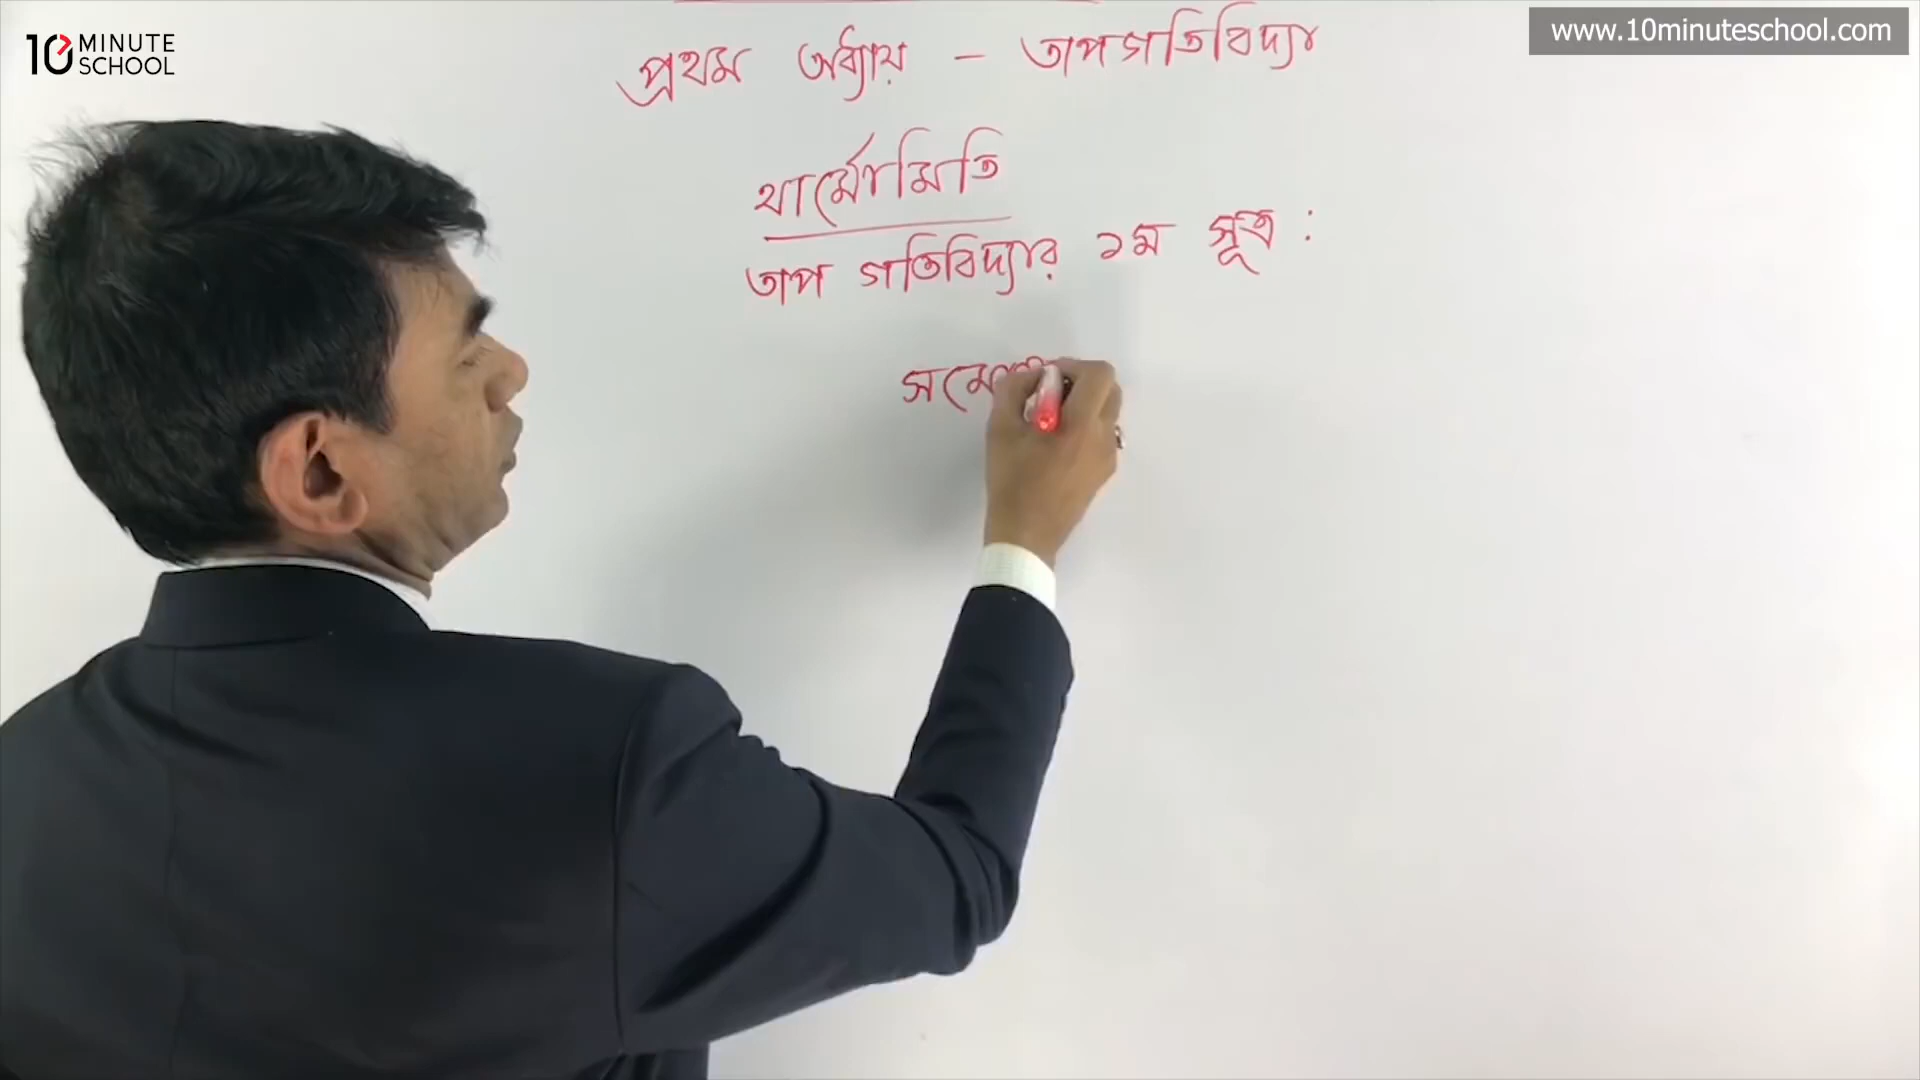 10 MINUTE SCHOOL
www.10minuteschool.com
প্রথম অধ্যায় - তাপগতিবিদ্যা
থার্মোমিতি
তাপ গতিবিদ্যার ১ম সূত্র :